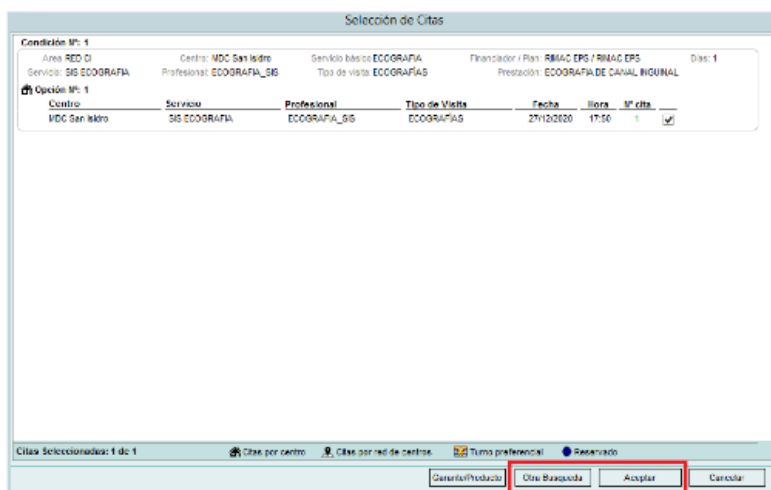 Selección de Citas
Condición Nº: 1
Area RED CI Centro: MDC San Isidro Servicio básico ECOGRAFIA Financiador / Plan: RIMAC EPS / RIMAC EPS Dias: 1
Servicio: SIS ECOGRAFIA Profesional: ECOGRAFIA_SIS Tipo de visita: ECOGRAFÍAS Prestación: ECOGRAFIA DE CANAL INGUINAL
Opción Nº: 1
Centro Servicio Profesional Tipo de Visita Fecha Hora Nº cita
MDC San Isidro SIS ECOGRAFIA ECOGRAFIA_SIS ECOGRAFÍAS 27/12/2020 17:50 1
Citas Seleccionadas: 1 de 1 Citas por centro Citas por red de centros Turno preferencial Reservado
Garante/Producto Otra Busqueda Aceptar Cancelar